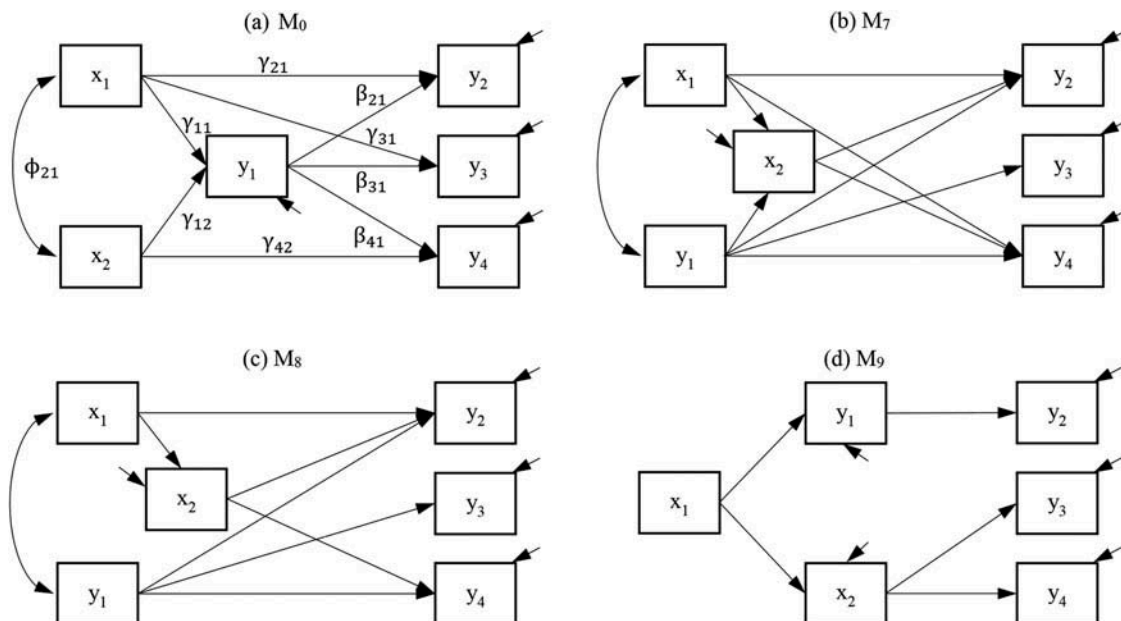 (a) M₀
x₁
γ₂₁
y₂
β₂₁
γ₁₁
γ₃₁
ϕ₂₁
y₁
y₃
β₃₁
γ₁₂
β₄₁
x₂
γ₄₂
y₄
(b) M₇
x₁
y₂
x₂
y₃
y₁
y₄
(c) M₈
x₁
y₂
x₂
y₃
y₁
y₄
(d) M₉
y₁
y₂
x₁
y₃
x₂
y₄